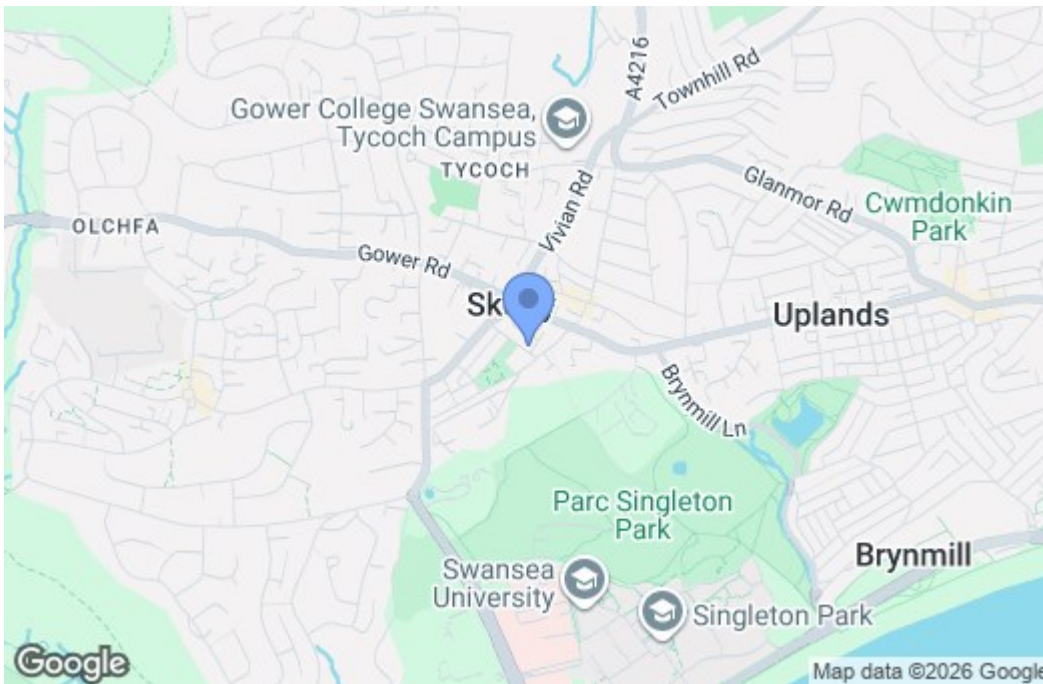 A4216
Townhill Rd
Gower College Swansea,
Tycoch Campus
TYCOCH
Vivian Rd
Glanmor Rd
Cwmdonkin
Park
OLCHFA
Gower Rd
Uplands
Brynmill Ln
Parc Singleton
Park
Swansea
University
Brynmill
Singleton Park
Google
Map data ©2026 Google